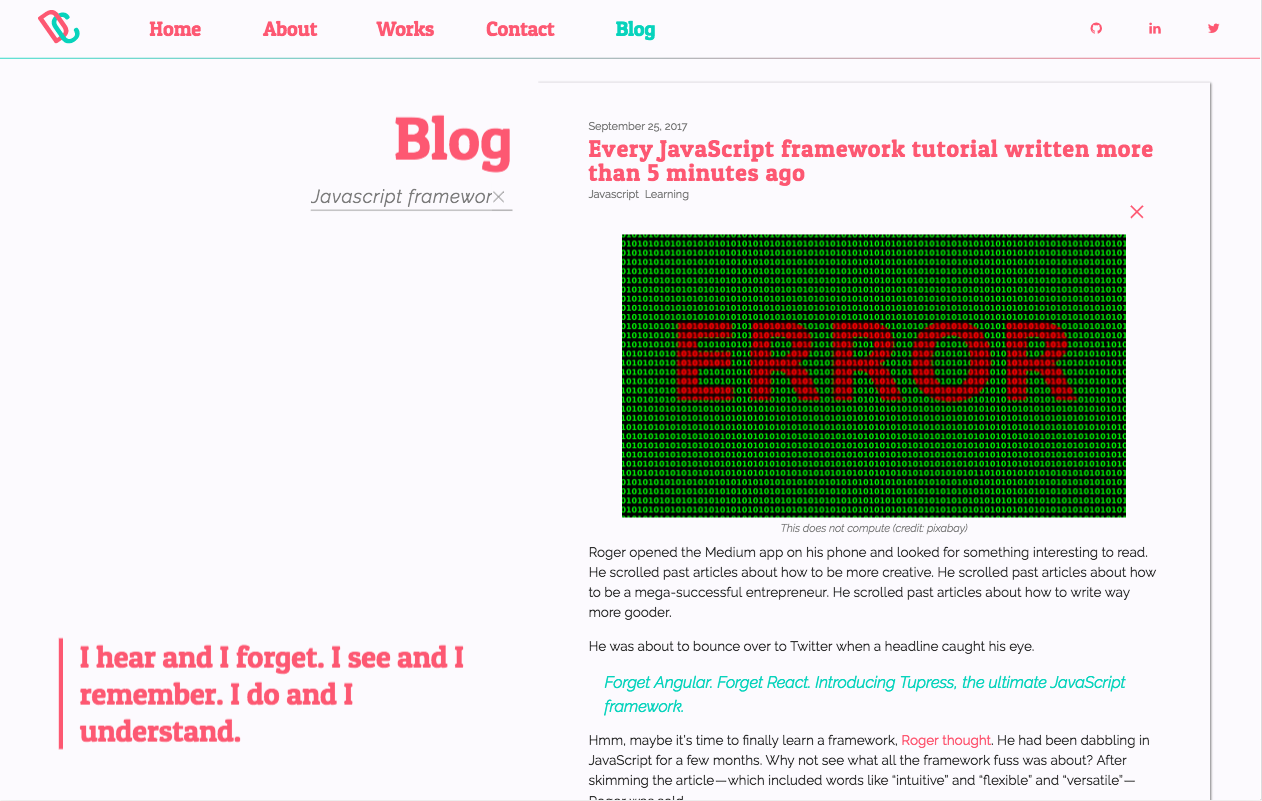 Home About Works Contact Blog
Blog
Javascript framewor
I hear and I forget. I see and I
remember. I do and I
understand.
September 25, 2017
Every JavaScript framework tutorial written more
than 5 minutes ago
Javascript Learning
ERROR
This does not compute (credit: pixabay)
Roger opened the Medium app on his phone and looked for something interesting to read.
He scrolled past articles about how to be more creative. He scrolled past articles about how
to be a mega-successful entrepreneur. He scrolled past articles about how to write way
more gooder.
He was about to bounce over to Twitter when a headline caught his eye.
Forget Angular. Forget React. Introducing Tupress, the ultimate JavaScript
framework.
Hmm, maybe it’s time to finally learn a framework, Roger thought. He had been dabbling in
JavaScript for a few months. Why not see what all the framework fuss was about? After
skimming the article—which included words like “intuitive” and “flexible” and “versatile”—